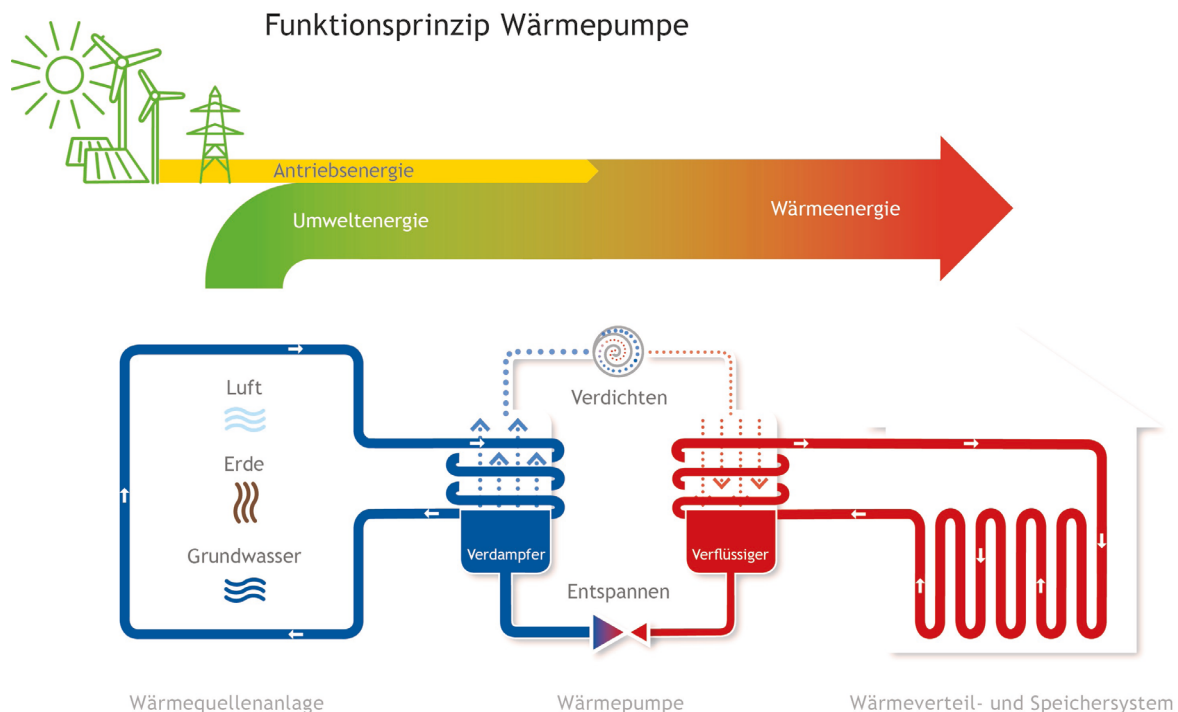 Funktionsprinzip Wärmepumpe
Antriebsenergie
Umweltenergie
Wärmeenergie
Luft
Erde
Grundwasser
Verdichten
Verdampfer
Verflüssiger
Entspannen
Wärmequellenanlage
Wärmepumpe
Wärmeverteil- und Speichersystem